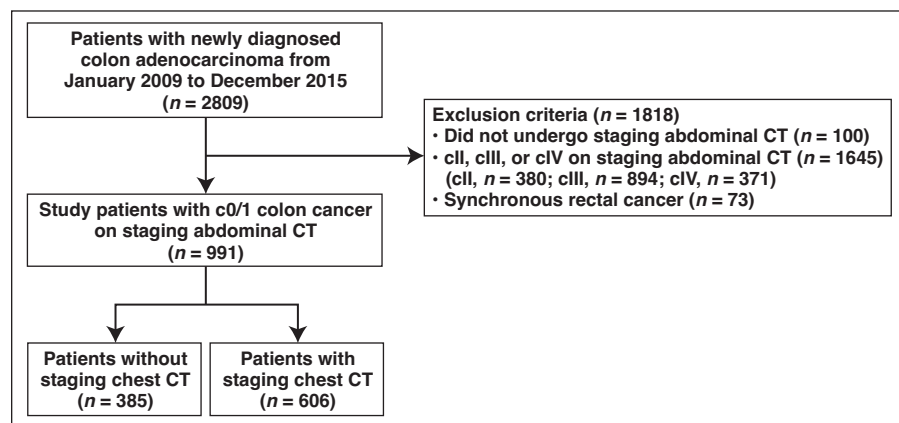 Patients with newly diagnosed
colon adenocarcinoma from
January 2009 to December 2015
(n = 2809)
Exclusion criteria (n = 1818)
· Did not undergo staging abdominal CT (n = 100)
· cII, cIII, or cIV on staging abdominal CT (n = 1645)
(cII, n = 380; cIII, n = 894; cIV, n = 371)
· Synchronous rectal cancer (n = 73)
Study patients with c0/1 colon cancer
on staging abdominal CT
(n = 991)
Patients without
staging chest CT
(n = 385)
Patients with
staging chest CT
(n = 606)